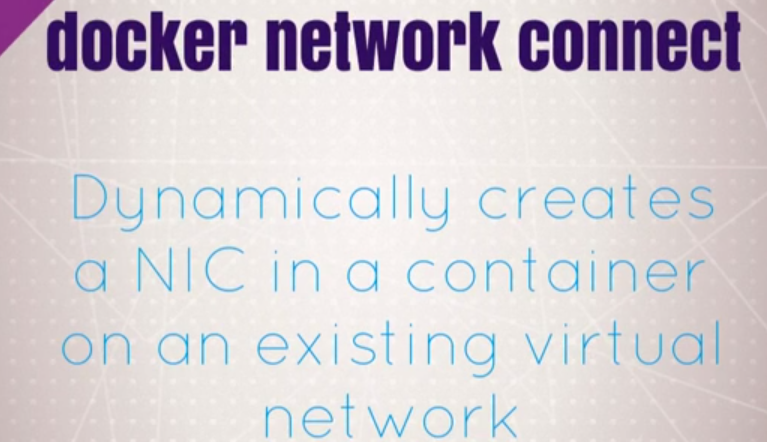 docker network connect
Dynamically creates
a NIC in a container
on an existing virtual
network